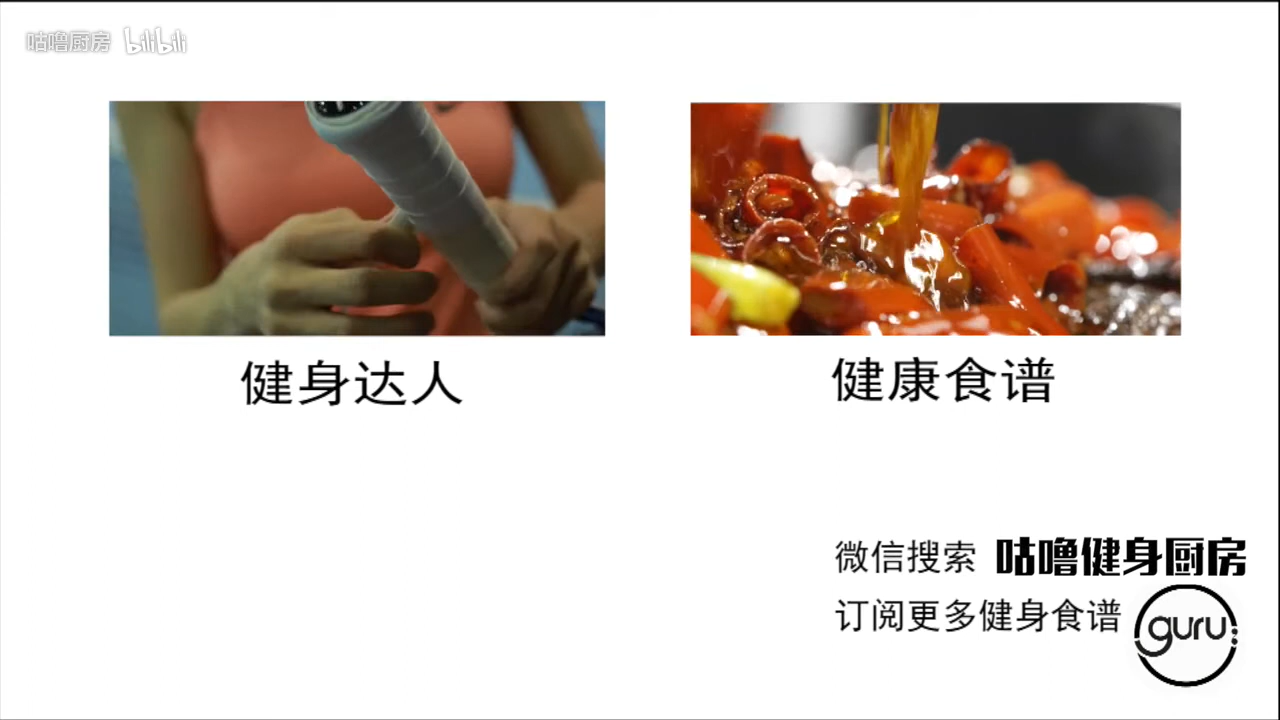 咕噜厨房 bilibili
健身达人
健康食谱
微信搜索 咕噜健身厨房
订阅更多健身食谱
guru: